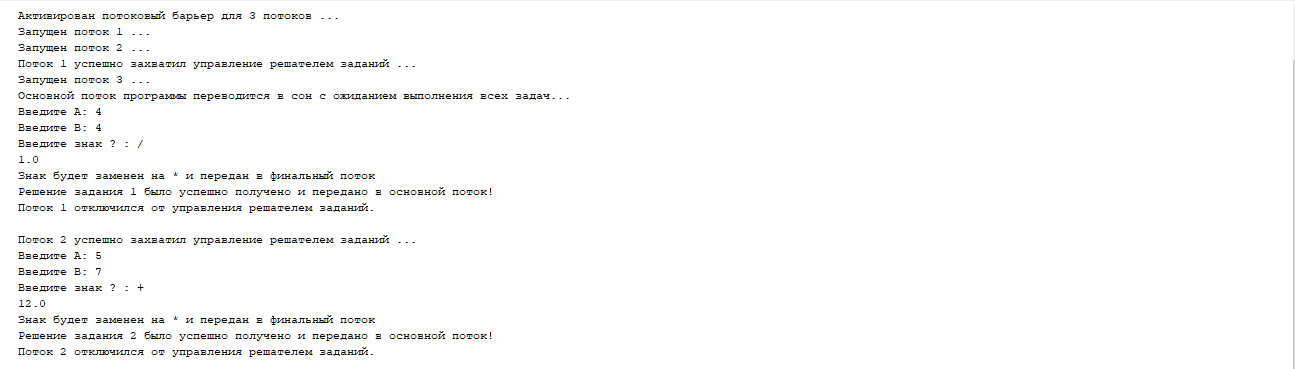 Активирован потоковый барьер для 3 потоков ...
Запущен поток 1 ...
Запущен поток 2 ...
Поток 1 успешно захватил управление решателем заданий ...
Запущен поток 3 ...
Основной поток программы переводится в сон с ожиданием выполнения всех задач...
Введите A: 4
Введите B: 4
Введите знак ? : /
1.0
Знак будет заменен на * и передан в финальный поток
Решение задания 1 было успешно получено и передано в основной поток!
Поток 1 отключился от управления решателем заданий.
Поток 2 успешно захватил управление решателем заданий ...
Введите A: 5
Введите B: 7
Введите знак ? : +
12.0
Знак будет заменен на * и передан в финальный поток
Решение задания 2 было успешно получено и передано в основной поток!
Поток 2 отключился от управления решателем заданий.